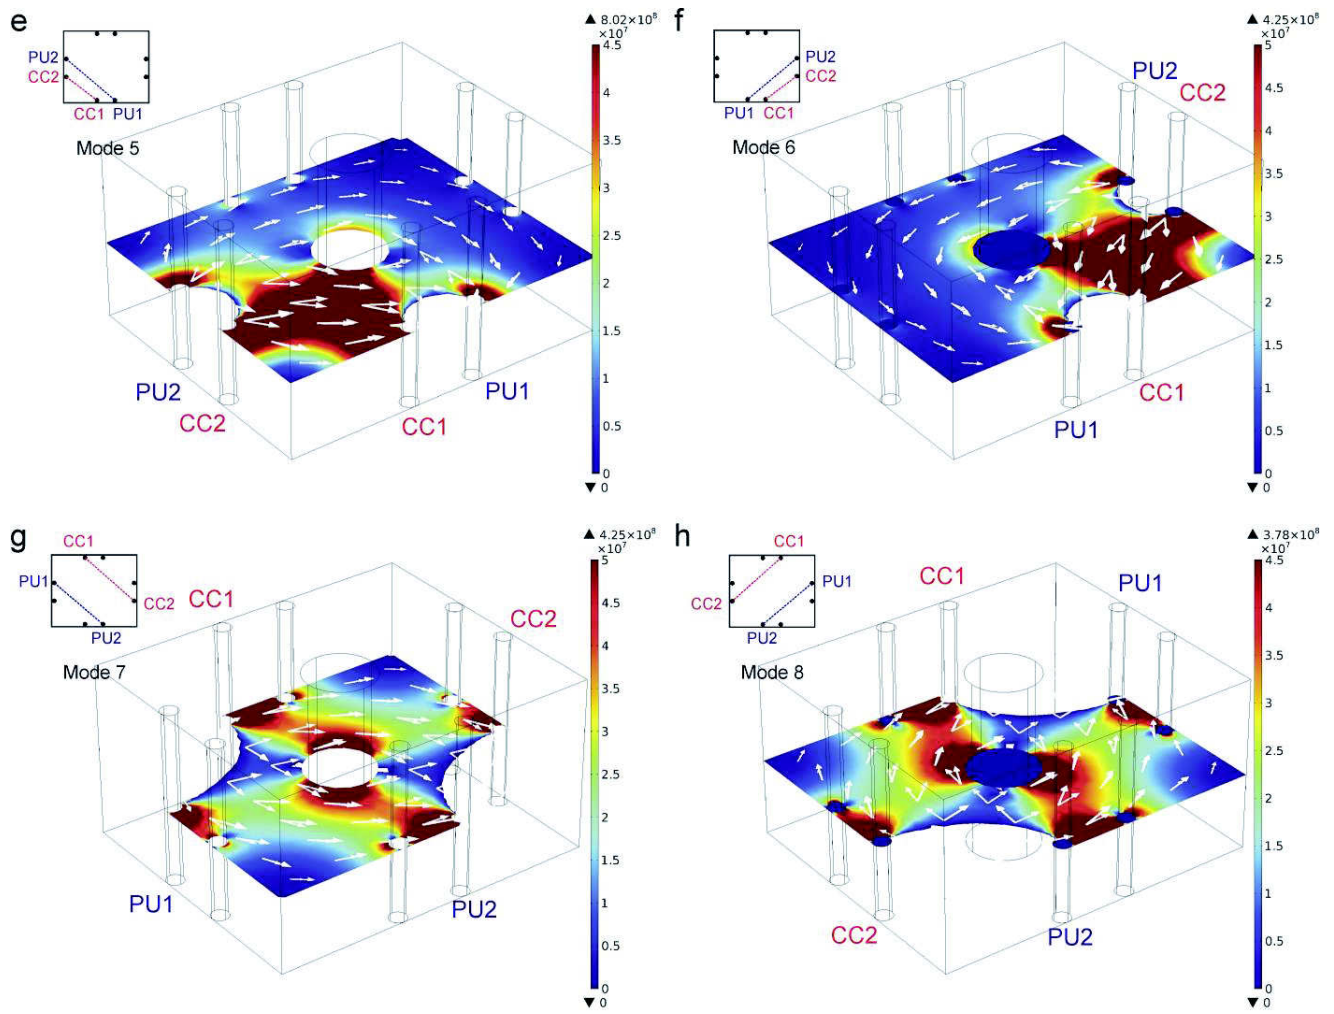 e
PU2
CC2
CC1 PU1
Mode 5
PU2
CC2
CC1
PU1
▲ 8.02×10⁸
×10⁷
4.5
4
3.5
3
2.5
2
1.5
1
0.5
0
▼ 0
f
PU2
CC2
PU1 CC1
Mode 6
PU2
CC2
CC1
PU1
▲ 4.25×10⁸
×10⁷
5
4.5
4
3.5
3
2.5
2
1.5
1
0.5
0
▼ 0
g
CC1
PU1
CC2
PU2
Mode 7
CC1
CC2
PU1
PU2
▲ 4.25×10⁸
×10⁷
5
4.5
4
3.5
3
2.5
2
1.5
1
0.5
0
▼ 0
h
CC1
PU1
CC2
PU2
Mode 8
CC1
PU1
CC2
PU2
▲ 3.78×10⁸
×10⁷
4.5
4
3.5
3
2.5
2
1.5
1
0.5
0
▼ 0